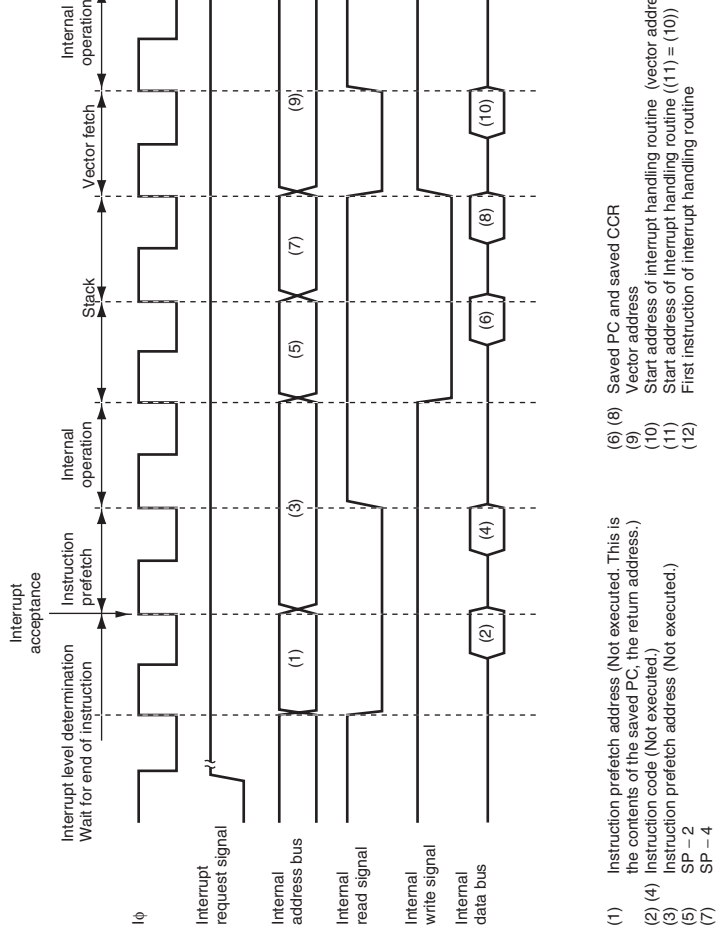 Interrupt
acceptance
Interrupt level determination
Wait for end of instruction
Instruction
prefetch
Internal
operation
Stack
Vector fetch
Internal
operation
Iϕ
Interrupt
request signal
Internal
address bus
(1)
(3)
(5)
(7)
(9)
Internal
read signal
Internal
write signal
Internal
data bus
(2)
(4)
(6)
(8)
(10)
(1) Instruction prefetch address (Not executed. This is
the contents of the saved PC, the return address.)
(2) (4) Instruction code (Not executed.)
(3) Instruction prefetch address (Not executed.)
(5) SP – 2
(7) SP – 4
(6) (8) Saved PC and saved CCR
(9) Vector address
(10) Start address of interrupt handling routine (vector addre
(11) Start address of Interrupt handling routine ((11) = (10))
(12) First instruction of interrupt handling routine